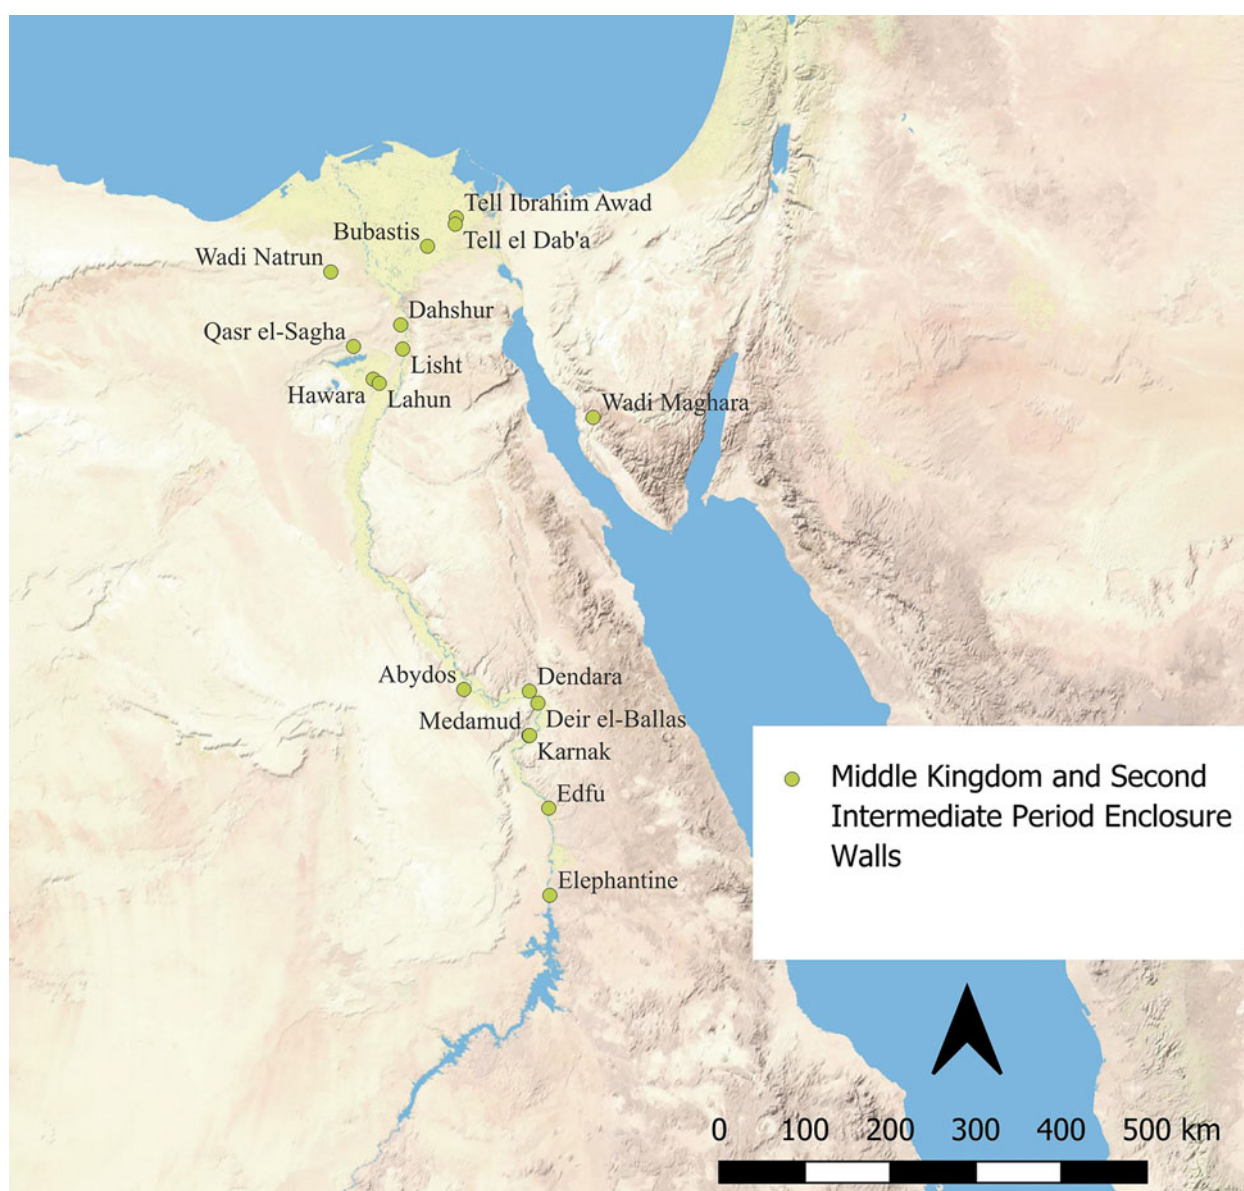 Tell Ibrahim Awad
Bubastis
Tell el Dab'a
Wadi Natrun
Dahshur
Qasr el-Sagha
Lisht
Hawara
Lahun
Wadi Maghara
Abydos
Dendara
Medamud
Deir el-Ballas
Karnak
Edfu
Elephantine
Middle Kingdom and Second
Intermediate Period Enclosure
Walls
0 100 200 300 400 500 km